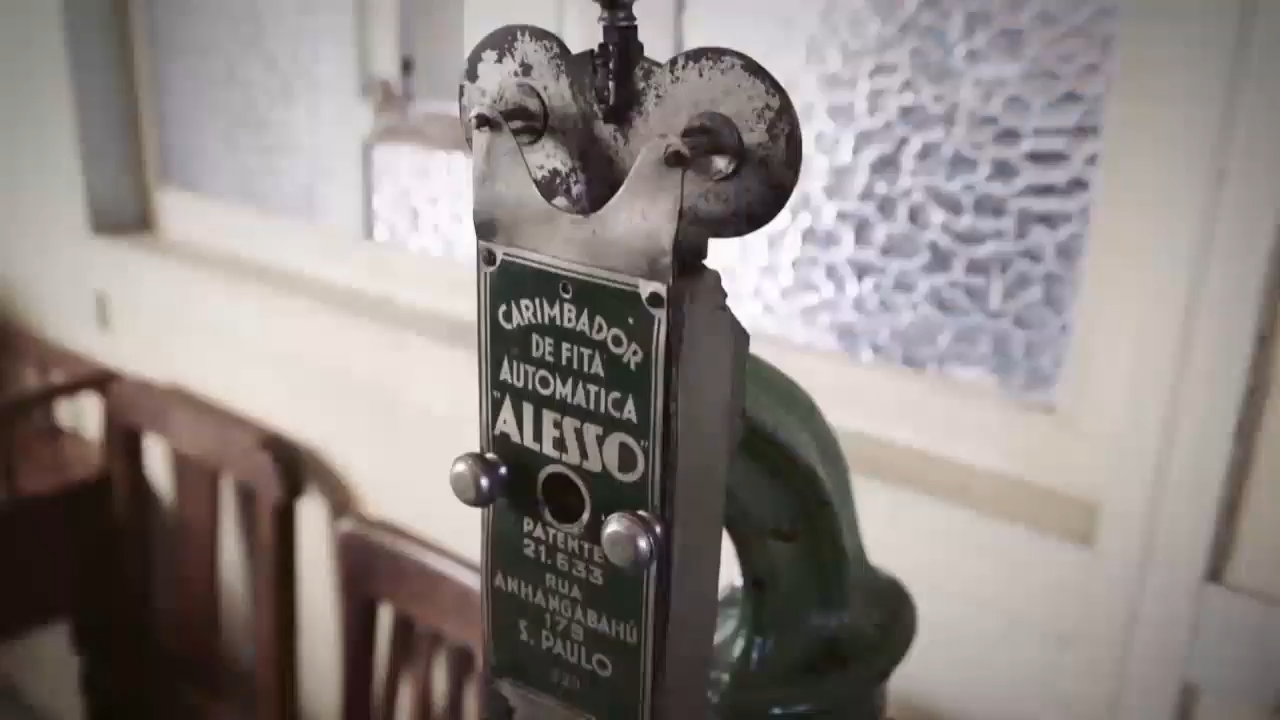 CARIMBADOR
DE FITA
AUTOMATICA
"ALESSO"
PATENTE
21.633
RUA
ANHANGABAHÚ
179
S. PAULO